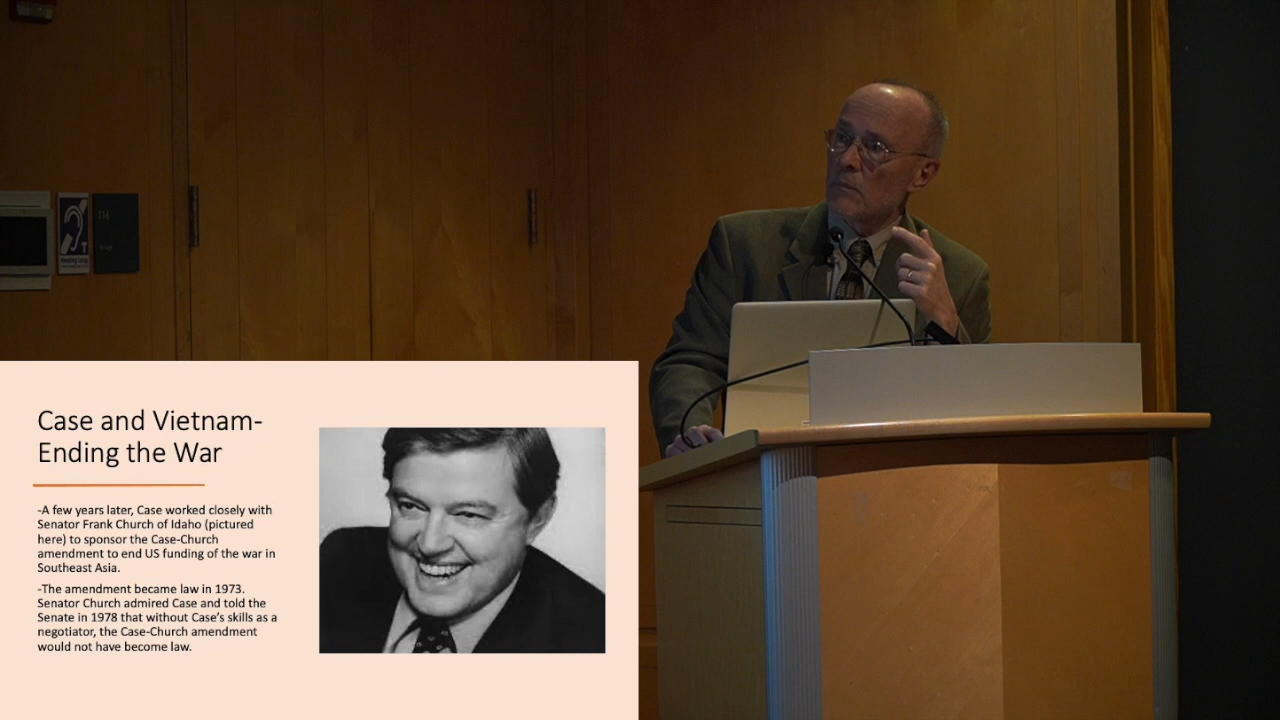 116
Hearing Loop
T
Case and Vietnam-
Ending the War
-A few years later, Case worked closely with
Senator Frank Church of Idaho (pictured
here) to sponsor the Case-Church
amendment to end US funding of the war in
Southeast Asia.
-The amendment became law in 1973.
Senator Church admired Case and told the
Senate in 1978 that without Case's skills as a
negotiator, the Case-Church amendment
would not have become law.